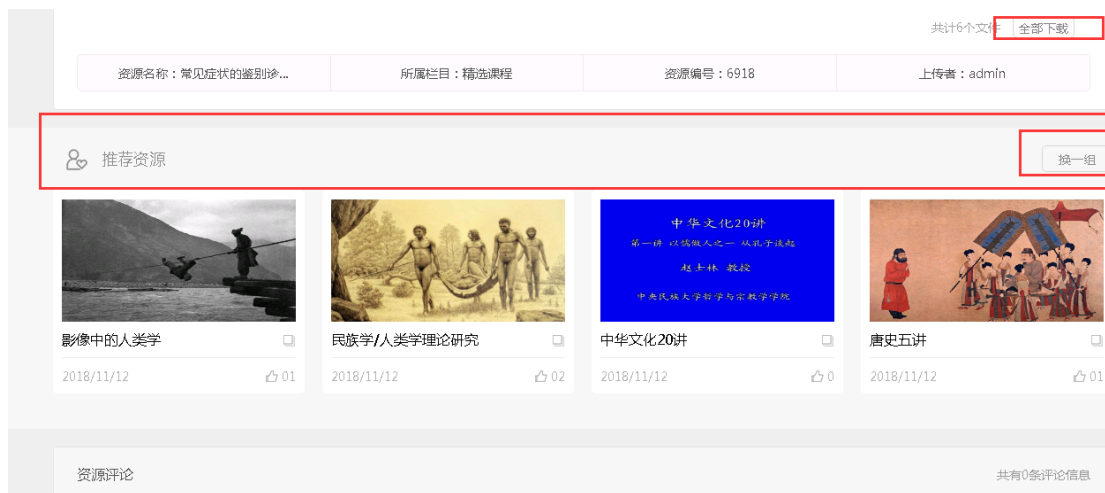 共计6个文件 全部下载
资源名称：常见症状的鉴别诊... 所属栏目：精选课程 资源编号：6918 上传者：admin
推荐资源 换一组
中华文化20讲
第一讲 以儒做人之一 从孔子谈起
赵士林 教授
中央民族大学哲学与宗教学学院
影像中的人类学 民族学/人类学理论研究 中华文化20讲 唐史五讲
2018/11/12 01 2018/11/12 02 2018/11/12 0 2018/11/12 01
资源评论 共有0条评论信息